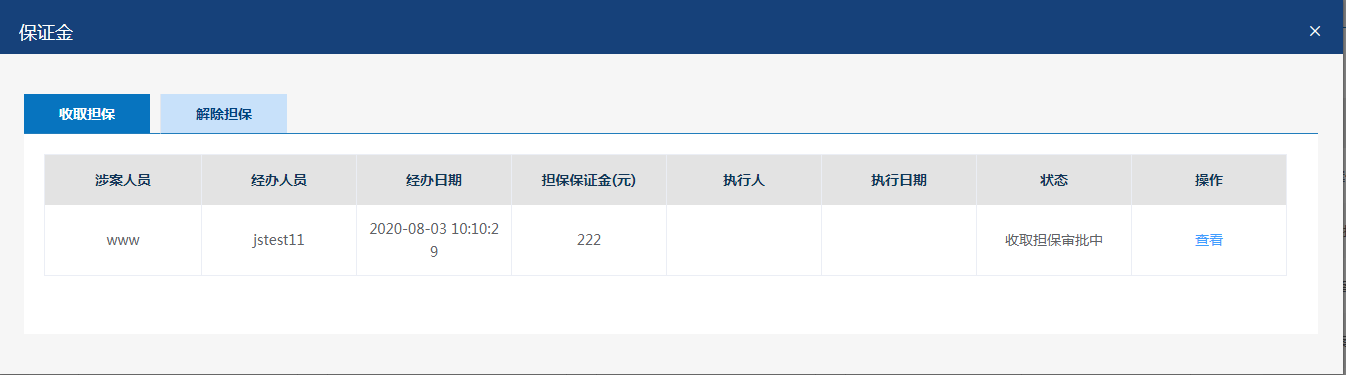 保证金
收取担保 解除担保
涉案人员 经办人员 经办日期 担保保证金(元) 执行人 执行日期 状态 操作
www jstest11 2020-08-03 10:10:2
9 222 收取担保审批中 查看